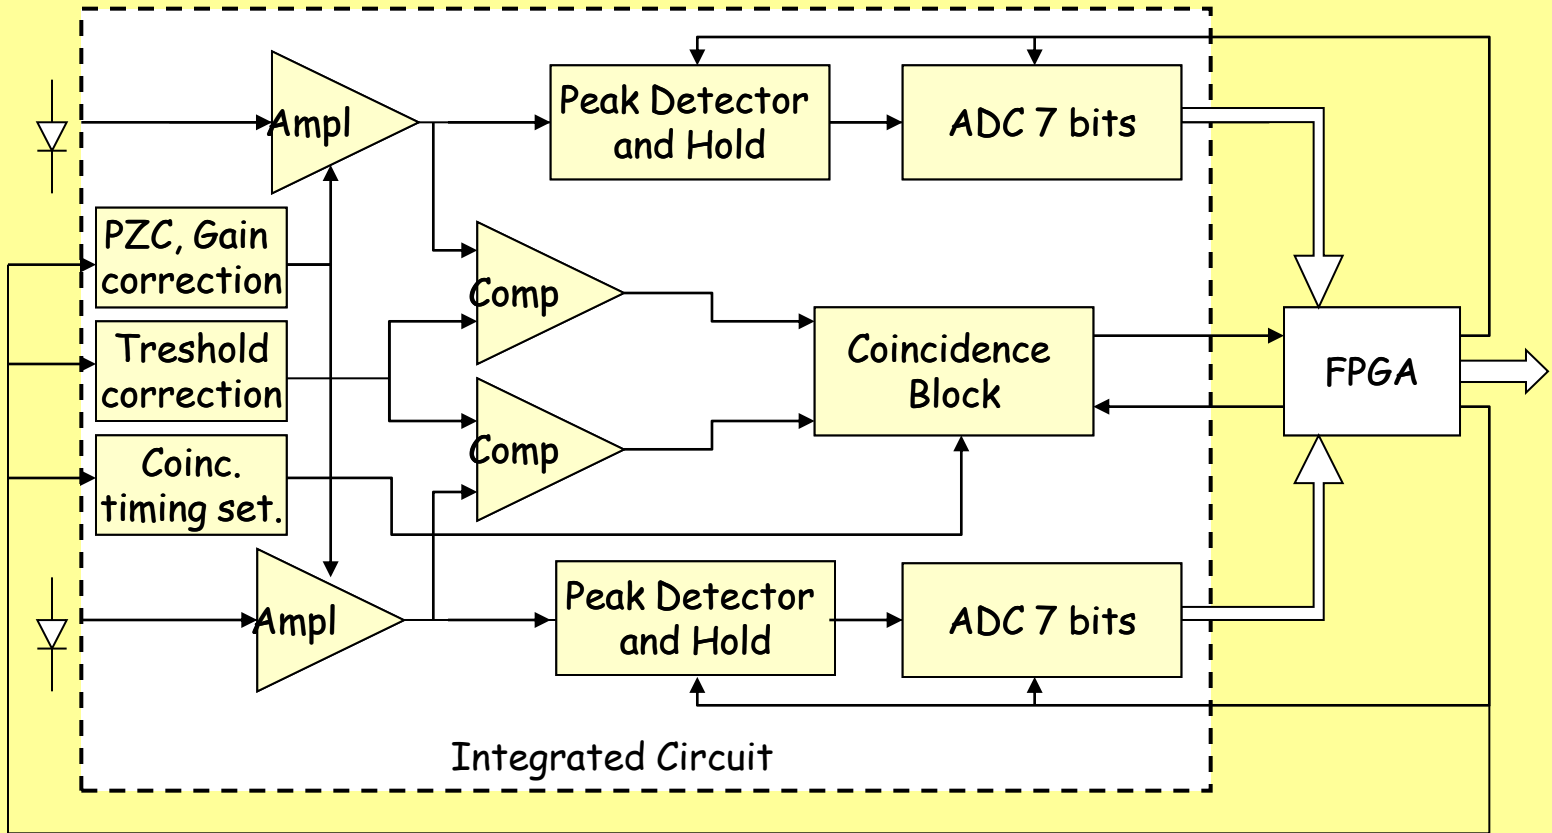 Ampl
Peak Detector
and Hold
ADC 7 bits
PZC, Gain
correction
Comp
Treshold
correction
Coincidence
Block
FPGA
Comp
Coinc.
timing set.
Ampl
Peak Detector
and Hold
ADC 7 bits
Integrated Circuit